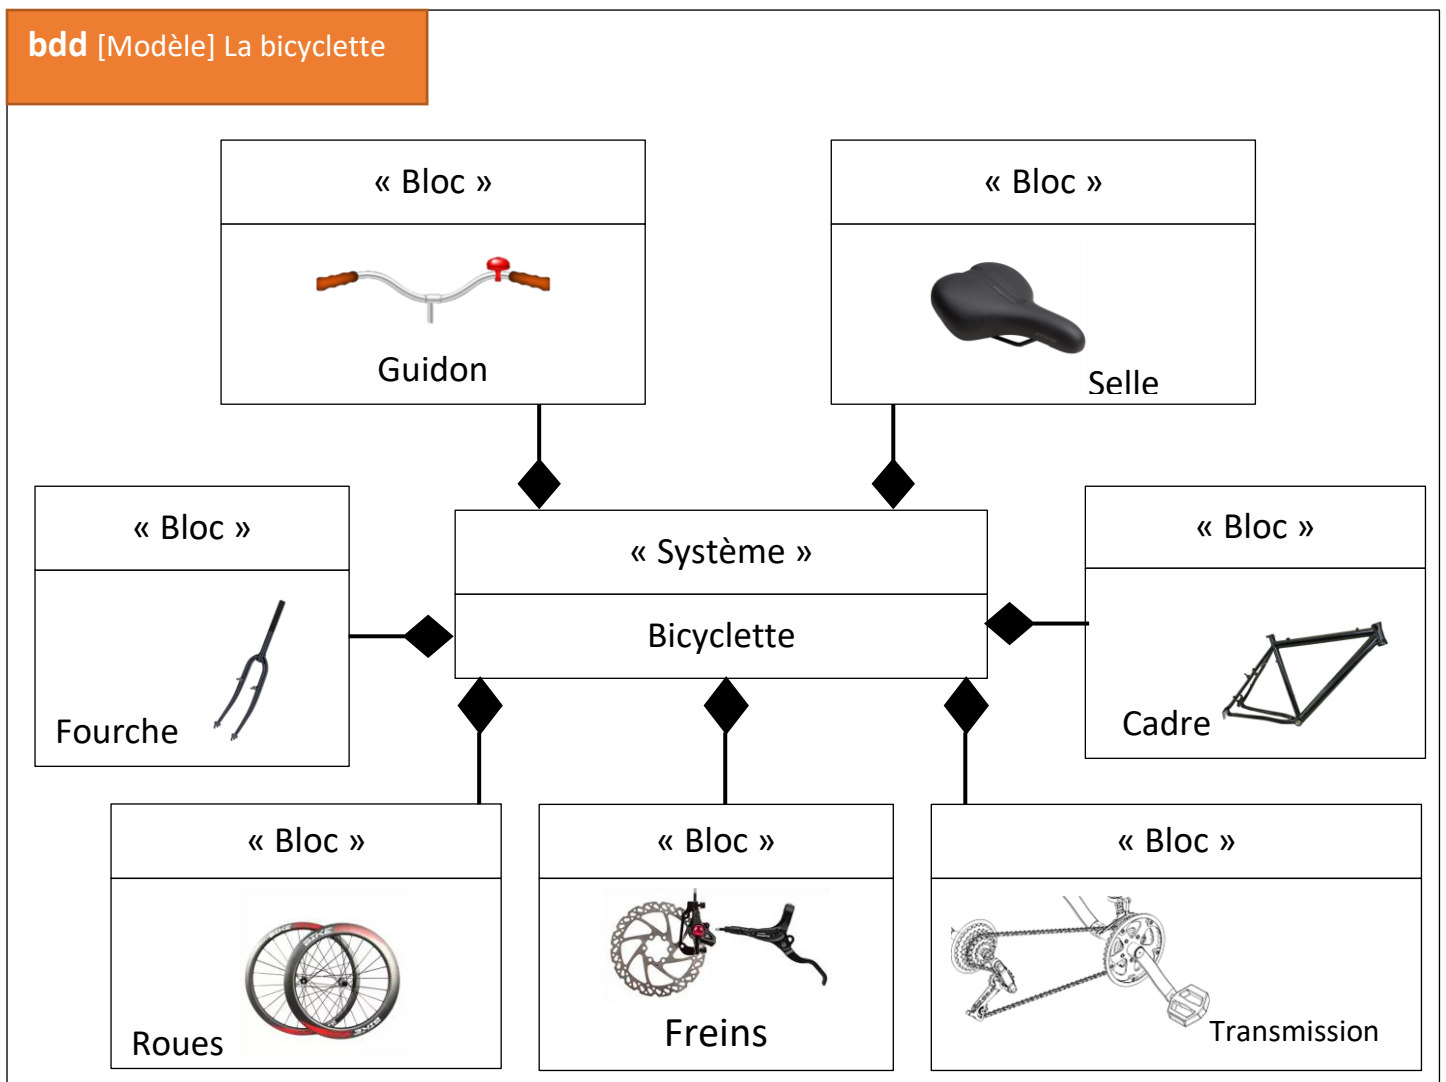 bdd [Modèle] La bicyclette
« Bloc »
Guidon
« Bloc »
Selle
« Bloc »
Fourche
« Système »
Bicyclette
« Bloc »
Cadre
« Bloc »
Roues
« Bloc »
Freins
« Bloc »
Transmission